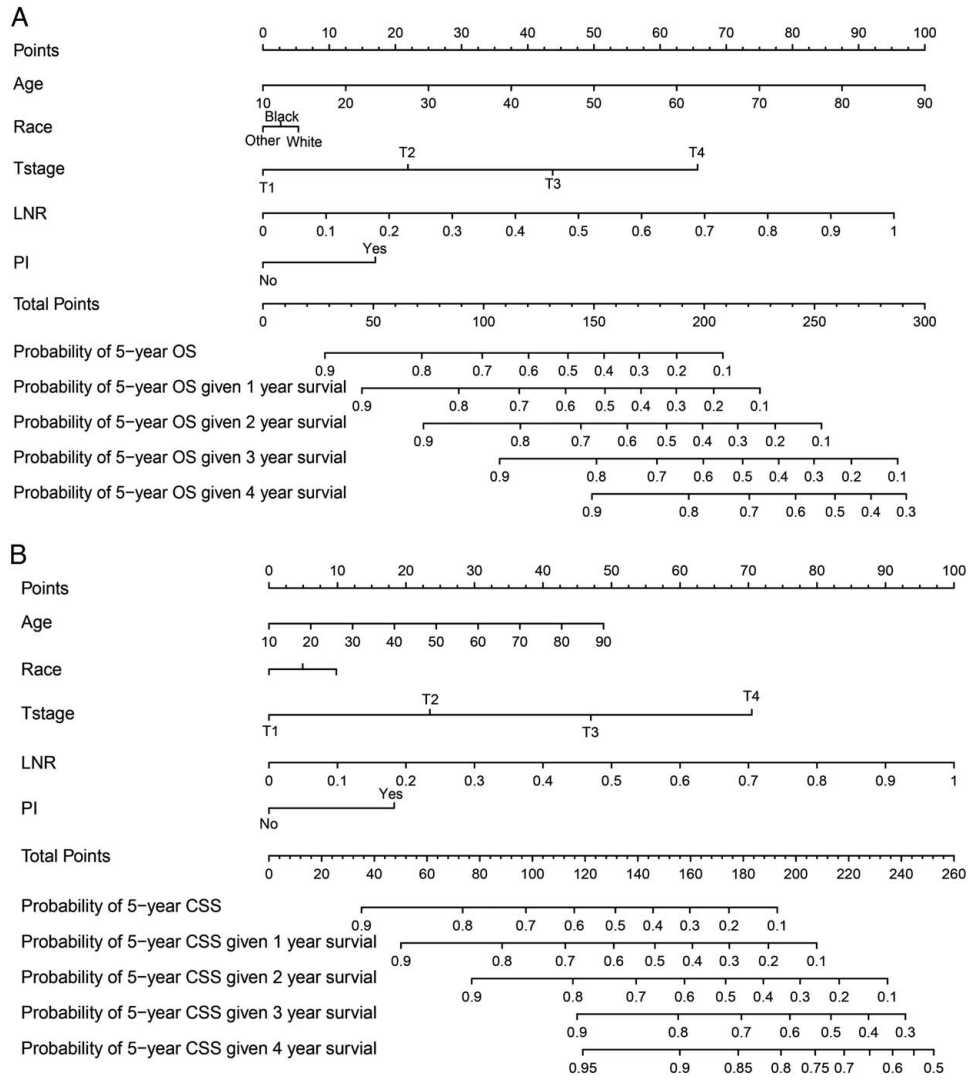 A
0 10 20 30 40 50 60 70 80 90 100
Points
Age
10 20 30 40 50 60 70 80 90
Black
Race
Other White
T2 T4
Tstage
T1 T3
LNR
0 0.1 0.2 0.3 0.4 0.5 0.6 0.7 0.8 0.9 1
Yes
PI
No
Total Points
0 50 100 150 200 250 300
Probability of 5−year OS
0.9 0.8 0.7 0.6 0.5 0.4 0.3 0.2 0.1
Probability of 5−year OS given 1 year survial
0.9 0.8 0.7 0.6 0.5 0.4 0.3 0.2 0.1
Probability of 5−year OS given 2 year survial
0.9 0.8 0.7 0.6 0.5 0.4 0.3 0.2 0.1
Probability of 5−year OS given 3 year survial
0.9 0.8 0.7 0.6 0.5 0.4 0.3 0.2 0.1
Probability of 5−year OS given 4 year survial
0.9 0.8 0.7 0.6 0.5 0.4 0.3
B
0 10 20 30 40 50 60 70 80 90 100
Points
Age
10 20 30 40 50 60 70 80 90
Race
T2 T4
Tstage
T1 T3
LNR
0 0.1 0.2 0.3 0.4 0.5 0.6 0.7 0.8 0.9 1
Yes
PI
No
Total Points
0 20 40 60 80 100 120 140 160 180 200 220 240 260
Probability of 5−year CSS
0.9 0.8 0.7 0.6 0.5 0.4 0.3 0.2 0.1
Probability of 5−year CSS given 1 year survial
0.9 0.8 0.7 0.6 0.5 0.4 0.3 0.2 0.1
Probability of 5−year CSS given 2 year survial
0.9 0.8 0.7 0.6 0.5 0.4 0.3 0.2 0.1
Probability of 5−year CSS given 3 year survial
0.9 0.8 0.7 0.6 0.5 0.4 0.3
Probability of 5−year CSS given 4 year survial
0.95 0.9 0.85 0.8 0.75 0.7 0.6 0.5